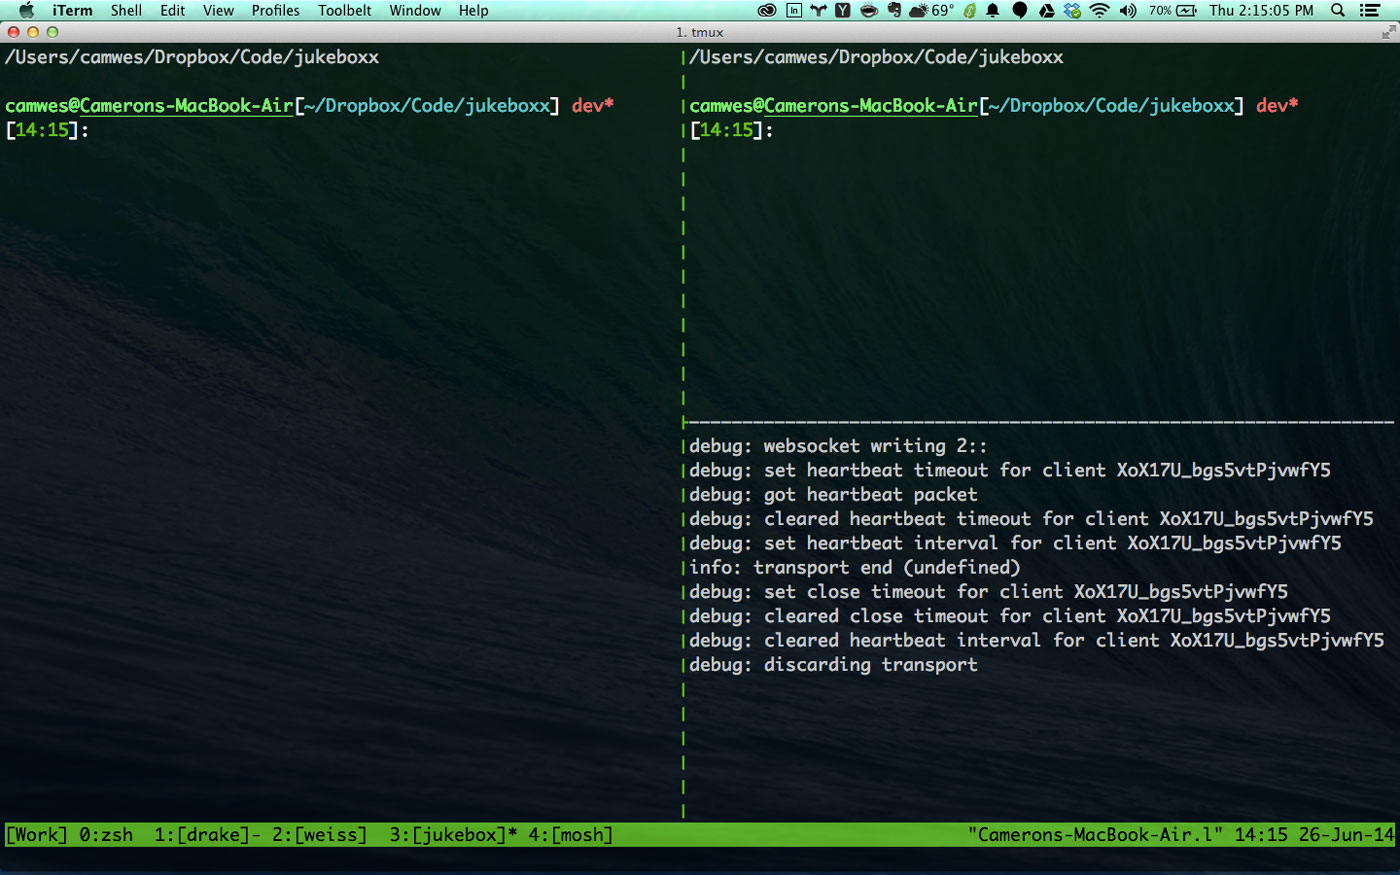 iTerm Shell Edit View Profiles Toolbelt Window Help 69° 70% Thu 2:15:05 PM
1. tmux
/Users/camwes/Dropbox/Code/jukeboxx
camwes@Camerons-MacBook-Air[~/Dropbox/Code/jukeboxx] dev*
[14:15]:
/Users/camwes/Dropbox/Code/jukeboxx
camwes@Camerons-MacBook-Air[~/Dropbox/Code/jukeboxx] dev*
[14:15]:
debug: websocket writing 2::
debug: set heartbeat timeout for client XoX17U_bgs5vtPjvwfY5
debug: got heartbeat packet
debug: cleared heartbeat timeout for client XoX17U_bgs5vtPjvwfY5
debug: set heartbeat interval for client XoX17U_bgs5vtPjvwfY5
info: transport end (undefined)
debug: set close timeout for client XoX17U_bgs5vtPjvwfY5
debug: cleared close timeout for client XoX17U_bgs5vtPjvwfY5
debug: cleared heartbeat interval for client XoX17U_bgs5vtPjvwfY5
debug: discarding transport
[Work] 0:zsh 1:[drake]- 2:[weiss] 3:[jukebox]* 4:[mosh] "Camerons-MacBook-Air.l" 14:15 26-Jun-14